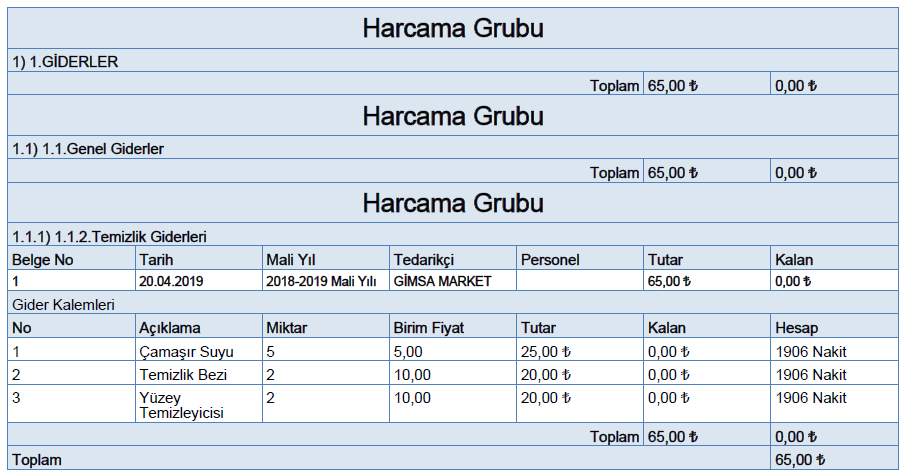 Harcama Grubu
1) 1.GİDERLER
Toplam 65,00 ₺ 0,00 ₺
Harcama Grubu
1.1) 1.1.Genel Giderler
Toplam 65,00 ₺ 0,00 ₺
Harcama Grubu
1.1.1) 1.1.2.Temizlik Giderleri
Belge No Tarih Mali Yıl Tedarikçi Personel Tutar Kalan
1 20.04.2019 2018-2019 Mali Yılı GİMSA MARKET 65,00 ₺ 0,00 ₺
Gider Kalemleri
No Açıklama Miktar Birim Fiyat Tutar Kalan Hesap
1 Çamaşır Suyu 5 5,00 25,00 ₺ 0,00 ₺ 1906 Nakit
2 Temizlik Bezi 2 10,00 20,00 ₺ 0,00 ₺ 1906 Nakit
3 Yüzey 2 10,00 20,00 ₺ 0,00 ₺ 1906 Nakit
Temizleyicisi
Toplam 65,00 ₺ 0,00 ₺
Toplam 65,00 ₺